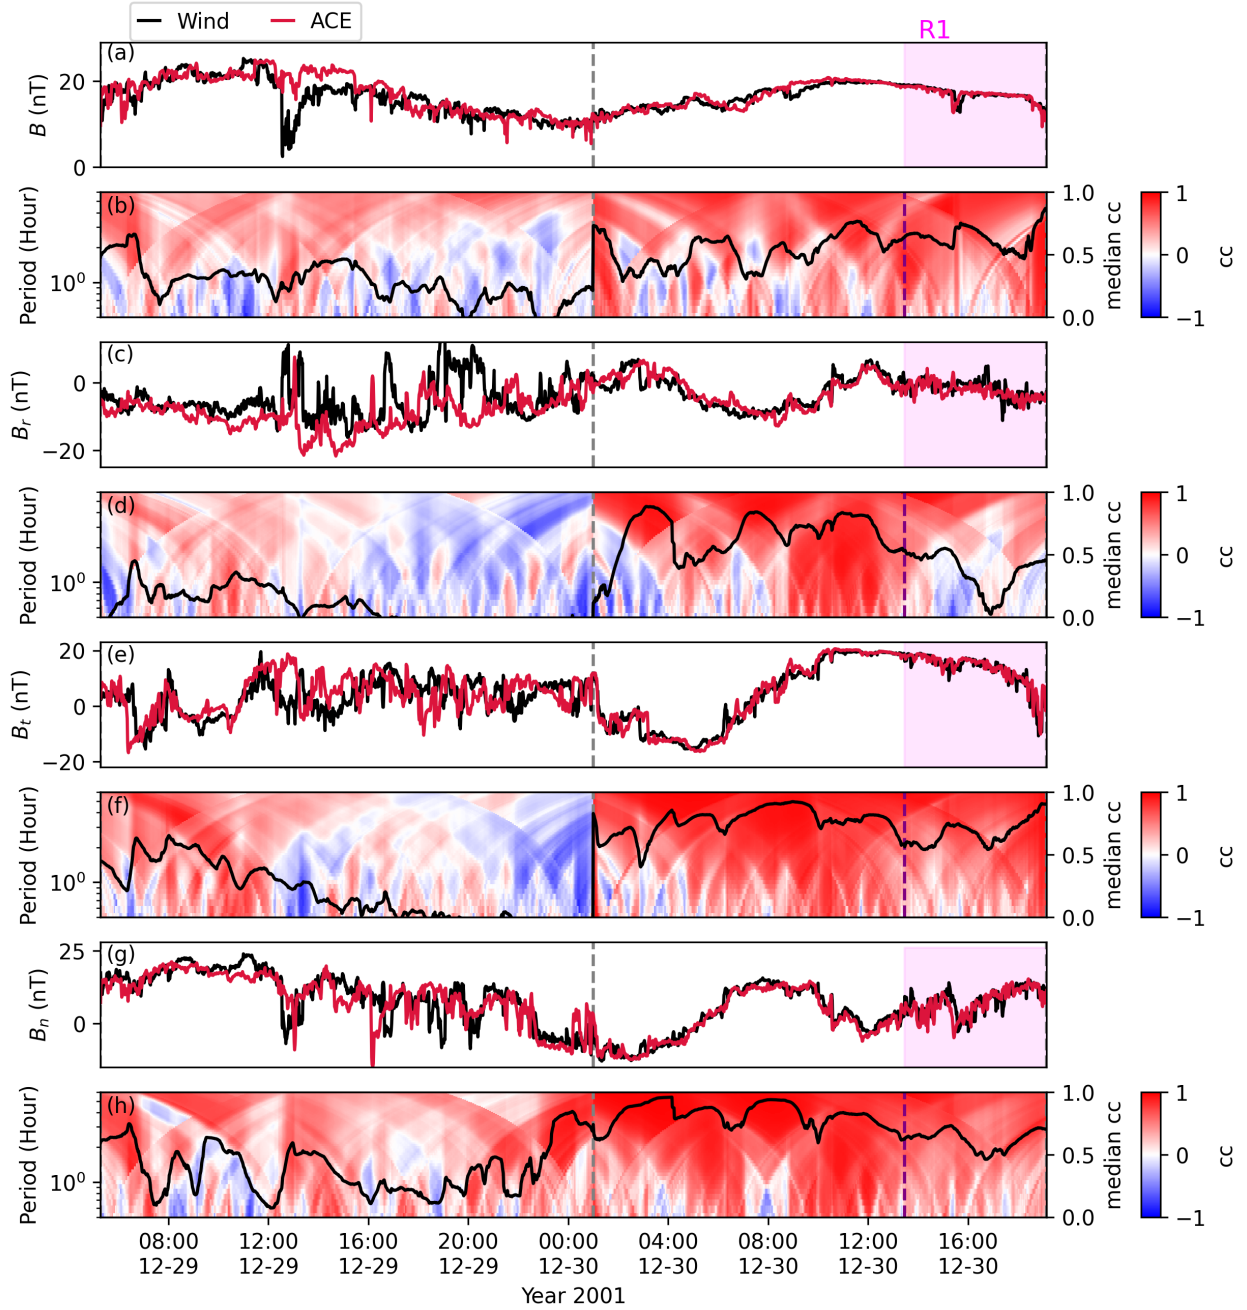 Wind ACE
R1
(a)
20
0
B (nT)
(b)
Period (Hour)
10⁰
1.0
0.5
0.0
median cc
1
0
−1
cc
(c)
0
−20
Bᵣ (nT)
(d)
Period (Hour)
10⁰
1.0
0.5
0.0
median cc
1
0
−1
cc
(e)
20
0
−20
Bₜ (nT)
(f)
Period (Hour)
10⁰
1.0
0.5
0.0
median cc
1
0
−1
cc
(g)
25
0
Bₙ (nT)
(h)
Period (Hour)
10⁰
1.0
0.5
0.0
median cc
1
0
−1
cc
08:00 12:00 16:00 20:00 00:00 04:00 08:00 12:00 16:00
12-29 12-29 12-29 12-29 12-30 12-30 12-30 12-30 12-30
Year 2001